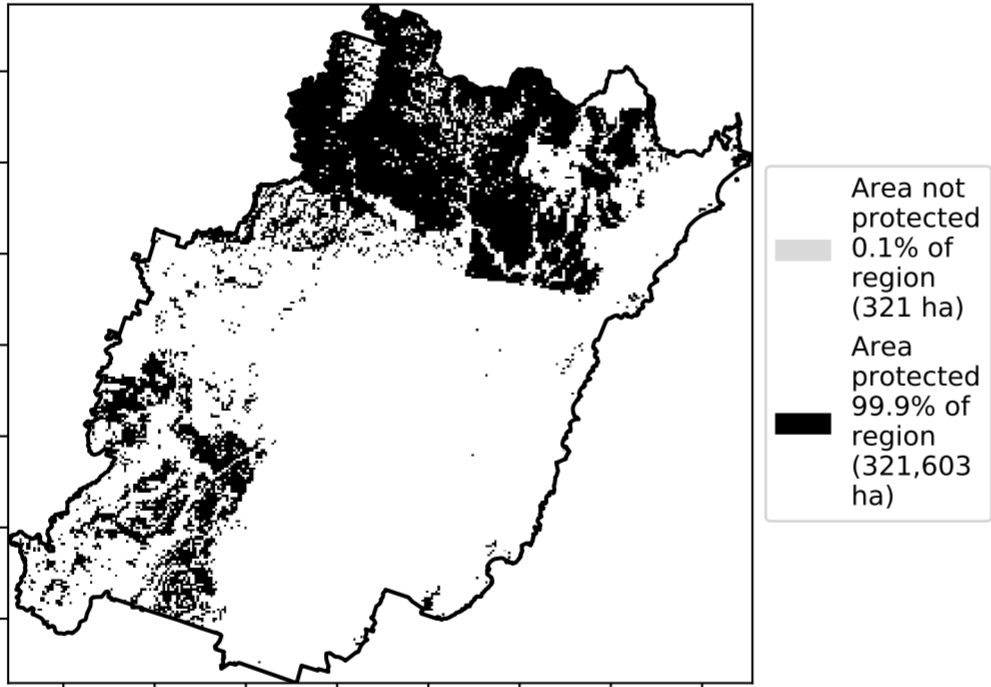 Area not
protected
0.1% of
region
(321 ha)
Area
protected
99.9% of
region
(321,603
ha)